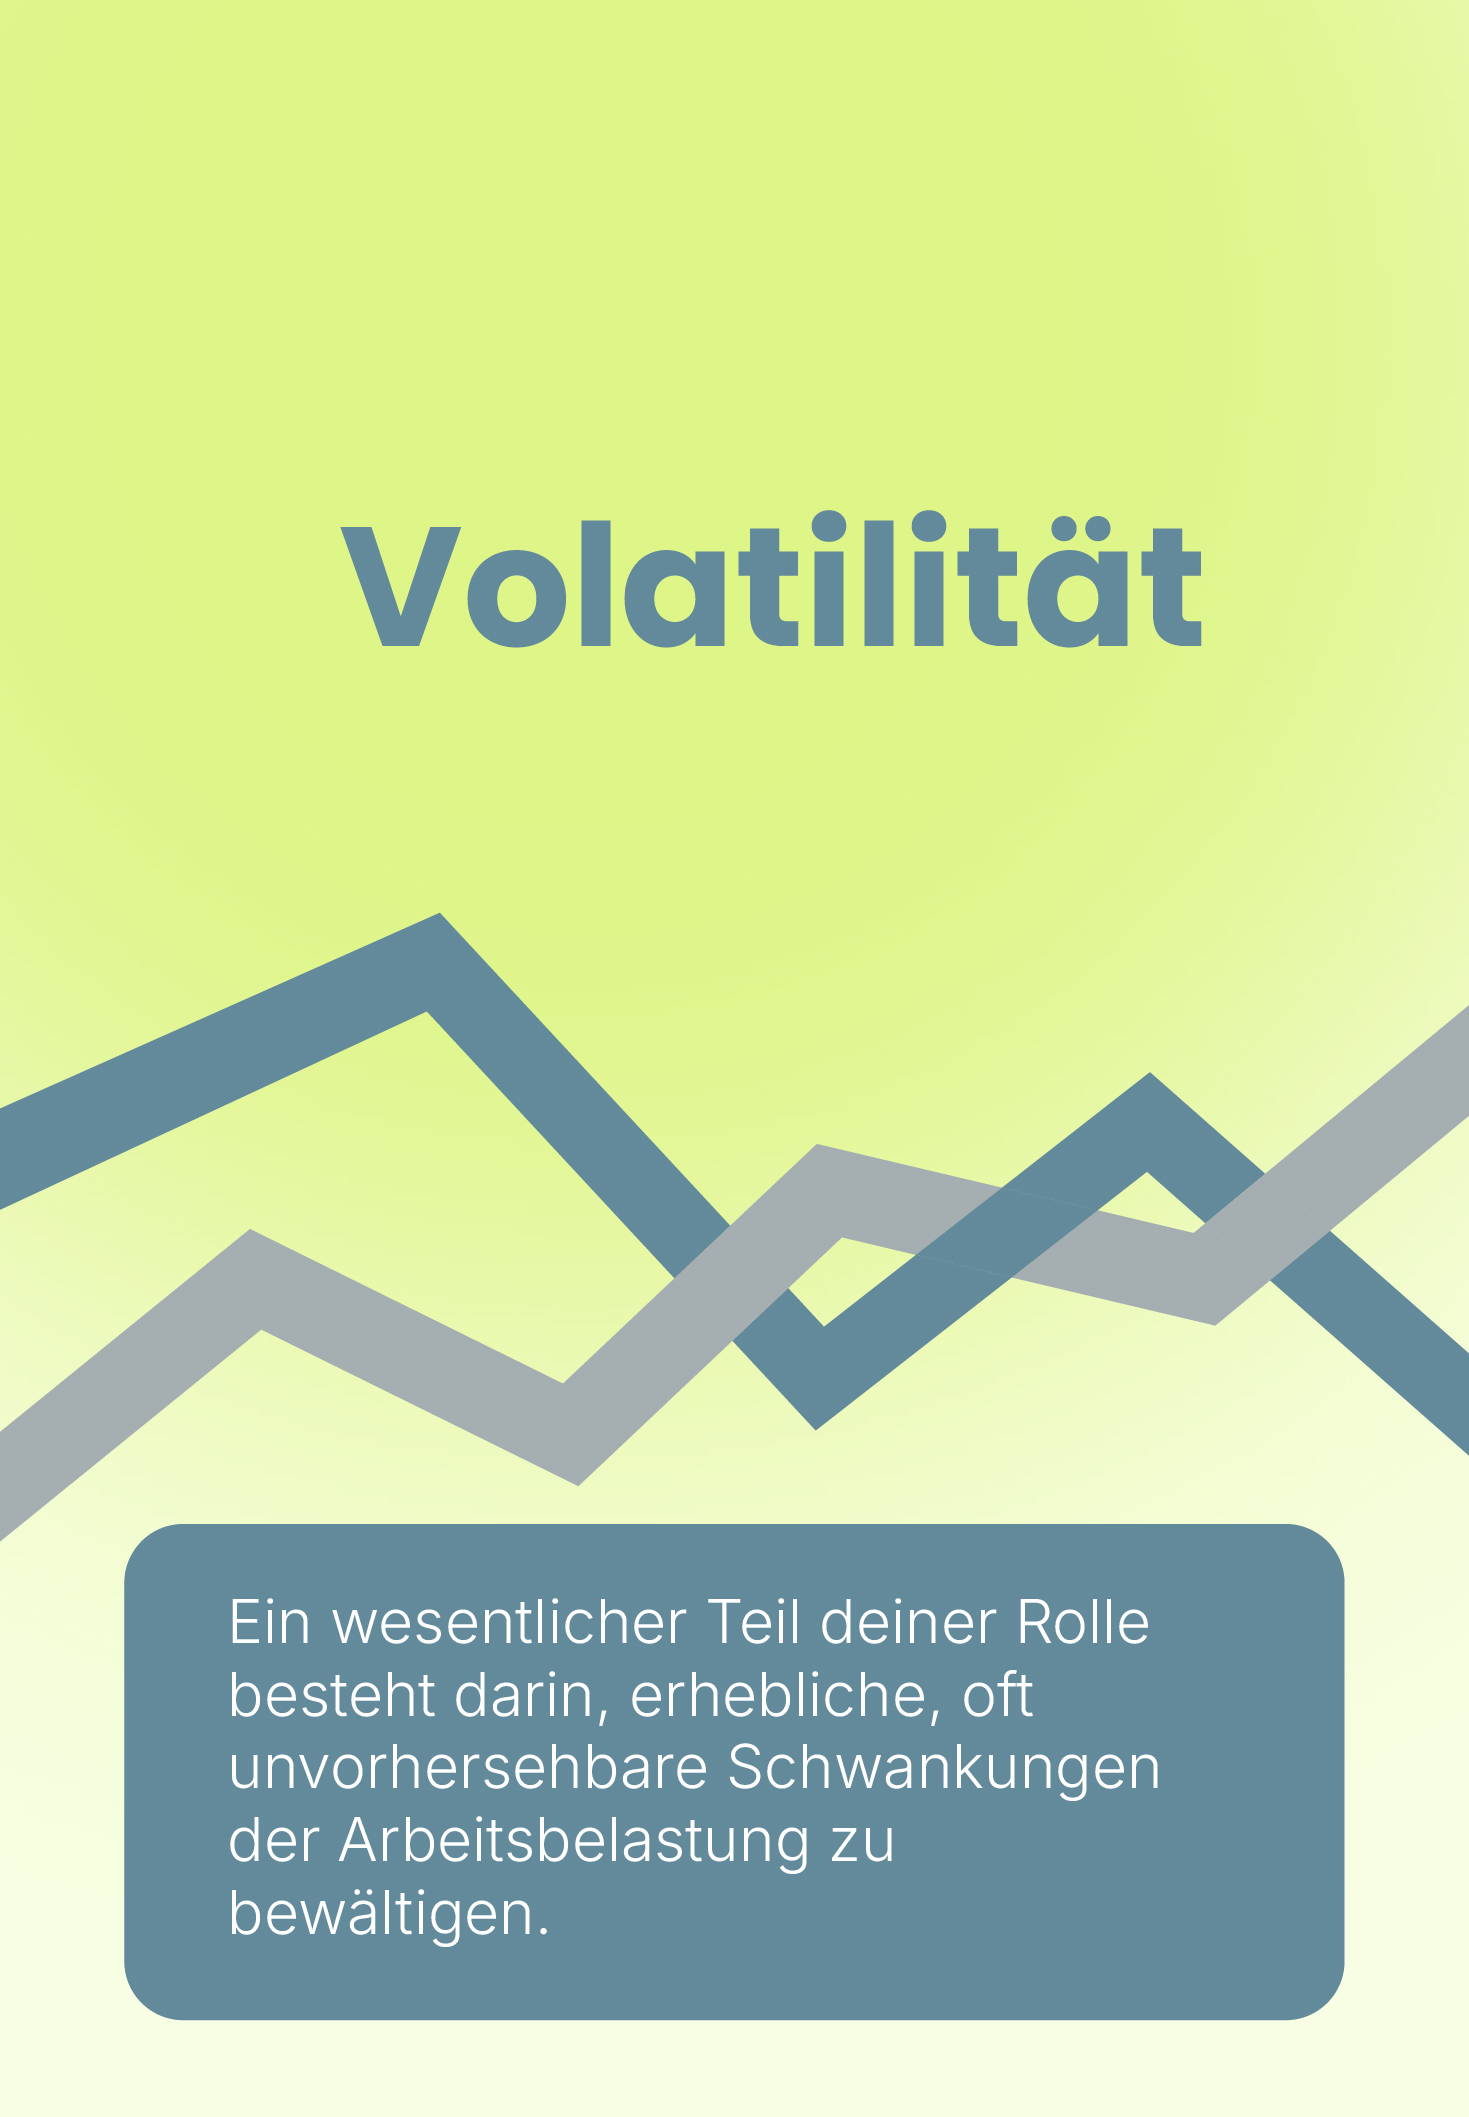 Volatilität
Ein wesentlicher Teil deiner Rolle
besteht darin, erhebliche, oft
unvorhersehbare Schwankungen
der Arbeitsbelastung zu
bewältigen.